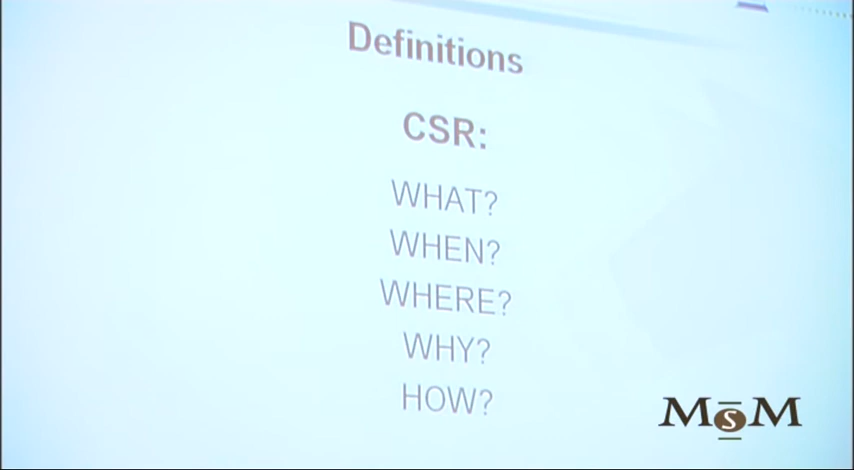 Definitions
CSR:
WHAT?
WHEN?
WHERE?
WHY?
HOW?
MSM